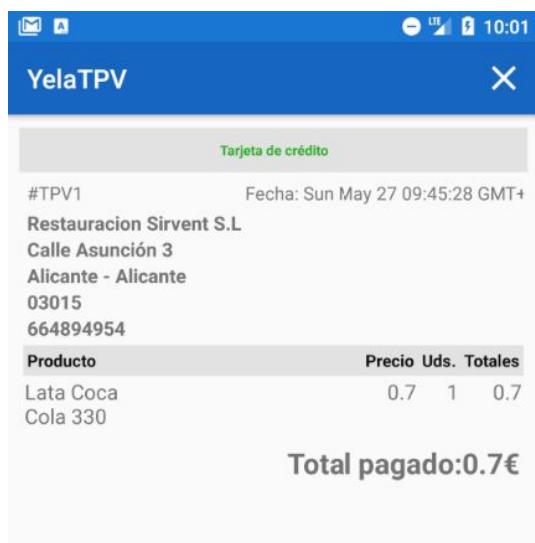 LTE 10:01
YelaTPV
Tarjeta de crédito
#TPV1 Fecha: Sun May 27 09:45:28 GMT+
Restauracion Sirvent S.L
Calle Asunción 3
Alicante - Alicante
03015
664894954
Producto Precio Uds. Totales
Lata Coca 0.7 1 0.7
Cola 330
Total pagado:0.7€